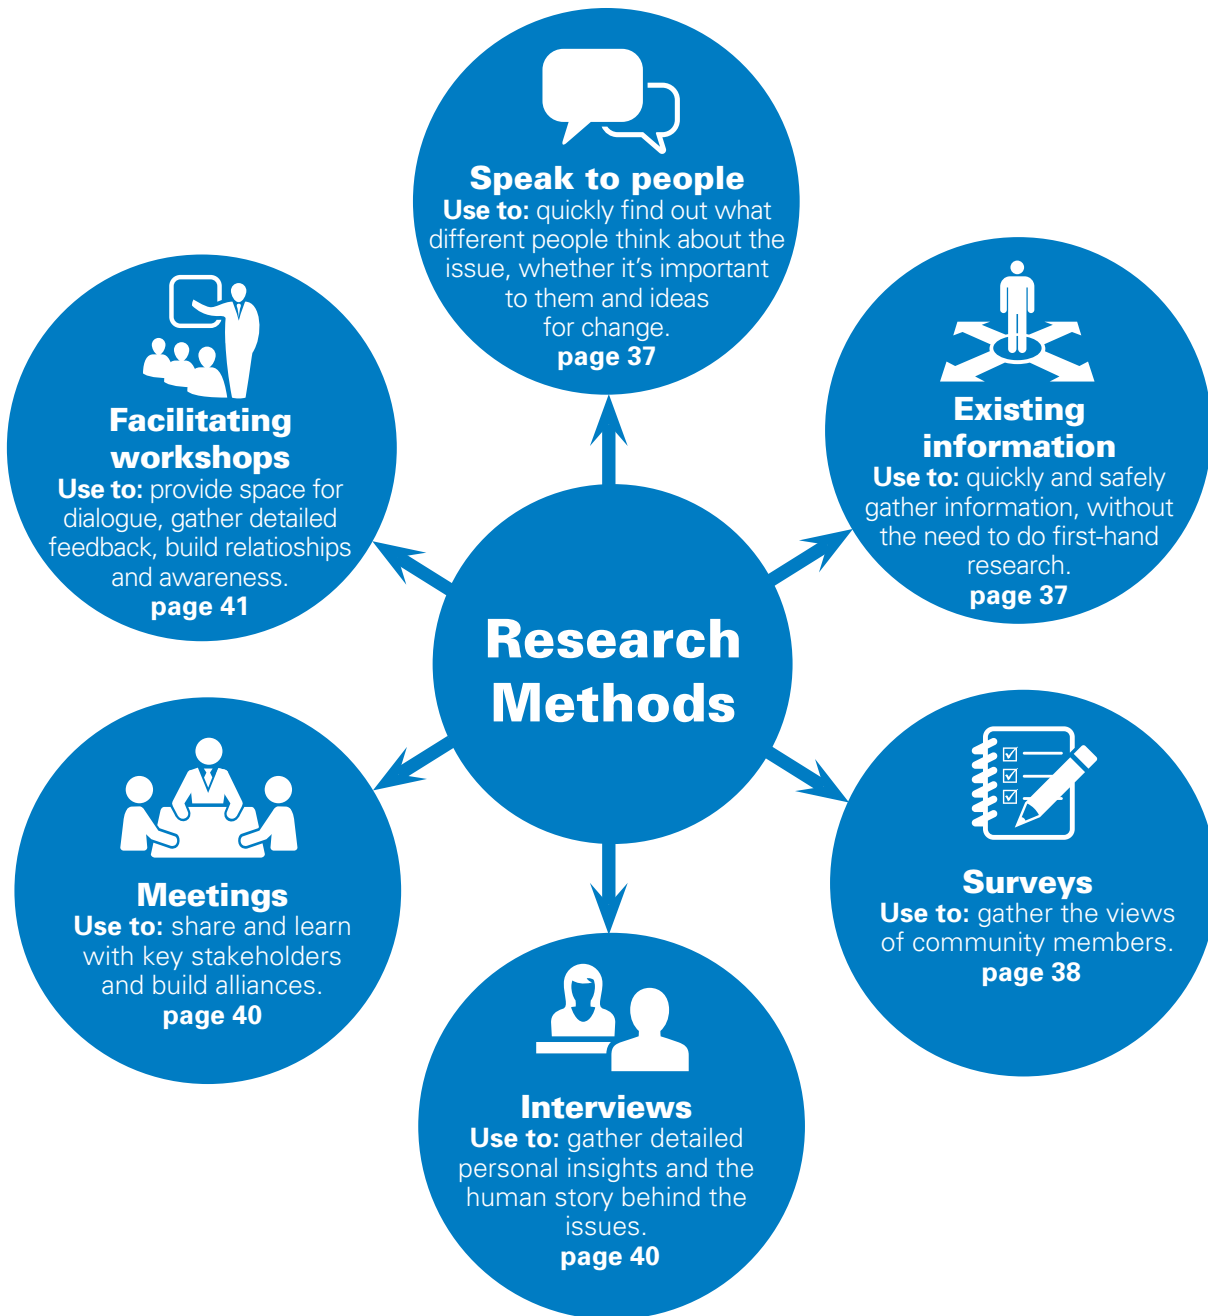 Speak to people
Use to: quickly find out what
different people think about the
issue, whether it's important
to them and ideas
for change.
page 37
Existing
information
Use to: quickly and safely
gather information, without
the need to do first-hand
research.
page 37
Surveys
Use to: gather the views
of community members.
page 38
Interviews
Use to: gather detailed
personal insights and the
human story behind the
issues.
page 40
Meetings
Use to: share and learn
with key stakeholders
and build alliances.
page 40
Facilitating
workshops
Use to: provide space for
dialogue, gather detailed
feedback, build relatioships
and awareness.
page 41
Research
Methods